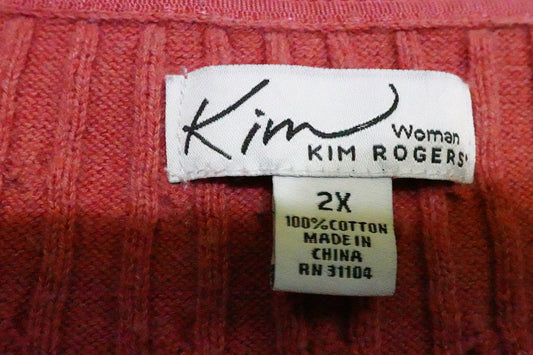 Kim Woman
KIM ROGERS'
2X
100% COTTON
MADE IN
CHINA
RN 31104